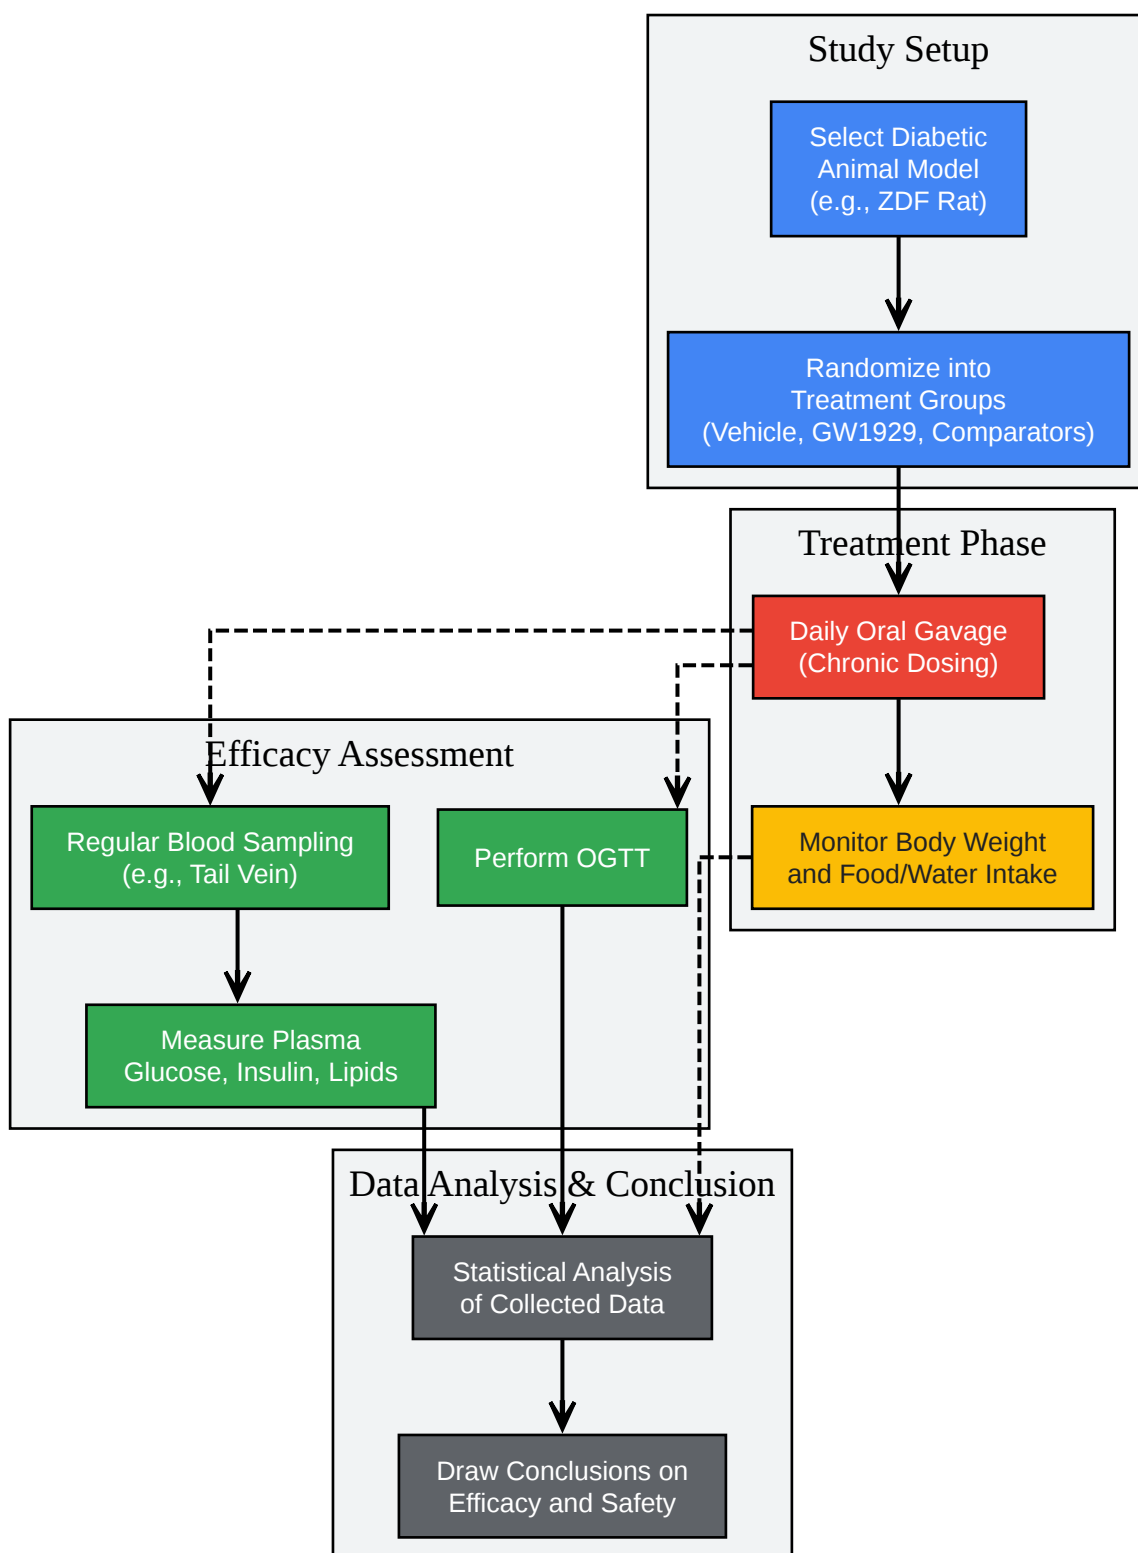 Study Setup
Select Diabetic
Animal Model
(e.g., ZDF Rat)
Randomize into
Treatment Groups
(Vehicle, GW1929, Comparators)
Treatment Phase
Daily Oral Gavage
(Chronic Dosing)
Monitor Body Weight
and Food/Water Intake
Efficacy Assessment
Regular Blood Sampling
(e.g., Tail Vein)
Perform OGTT
Measure Plasma
Glucose, Insulin, Lipids
Data Analysis & Conclusion
Statistical Analysis
of Collected Data
Draw Conclusions on
Efficacy and Safety